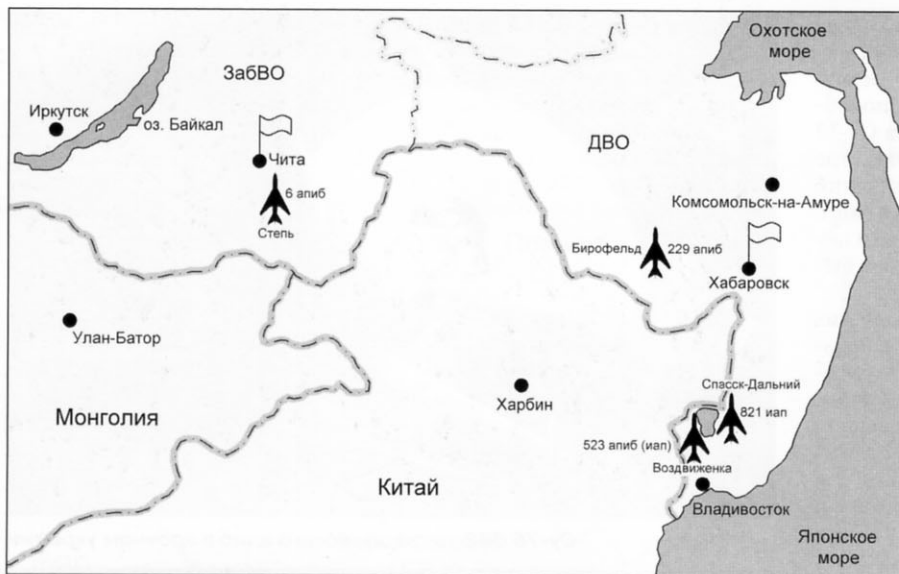 Охотское
море
ЗабВО
Иркутск
оз. Байкал
ДВО
Чита
6 апиб
Комсомольск-на-Амуре
Степь
Бирофельд
229 апиб
Хабаровск
Улан-Батор
Спасск-Дальний
Харбин
821 иап
Монголия
523 апиб (иап)
Воздвиженка
Китай
Владивосток
Японское
море